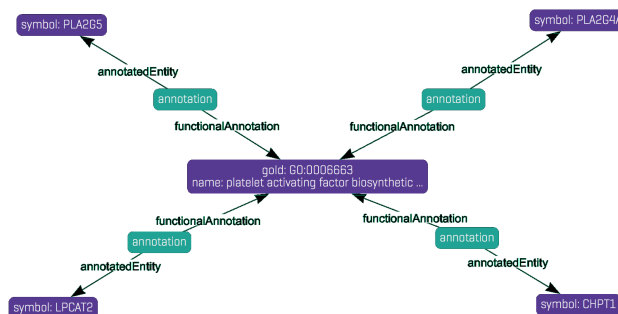 symbol: PLA2G5
symbol: PLA2G4A
annotatedEntity
annotatedEntity
annotation
annotation
functionalAnnotation
functionalAnnotation
gold: GO:0006663
name: platelet activating factor biosynthetic ...
functionalAnnotation
functionalAnnotation
annotation
annotation
annotatedEntity
annotatedEntity
symbol: LPCAT2
symbol: CHPT1